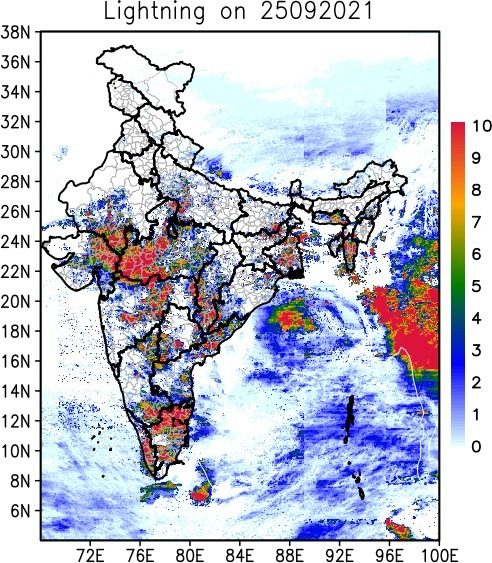 Lightning on 25092021
38N
36N
34N
32N
30N
28N
26N
24N
22N
20N
18N
16N
14N
12N
10N
8N
6N
72E 76E 80E 84E 88E 92E 96E 100E
10
9
8
7
6
5
4
3
2
1
0